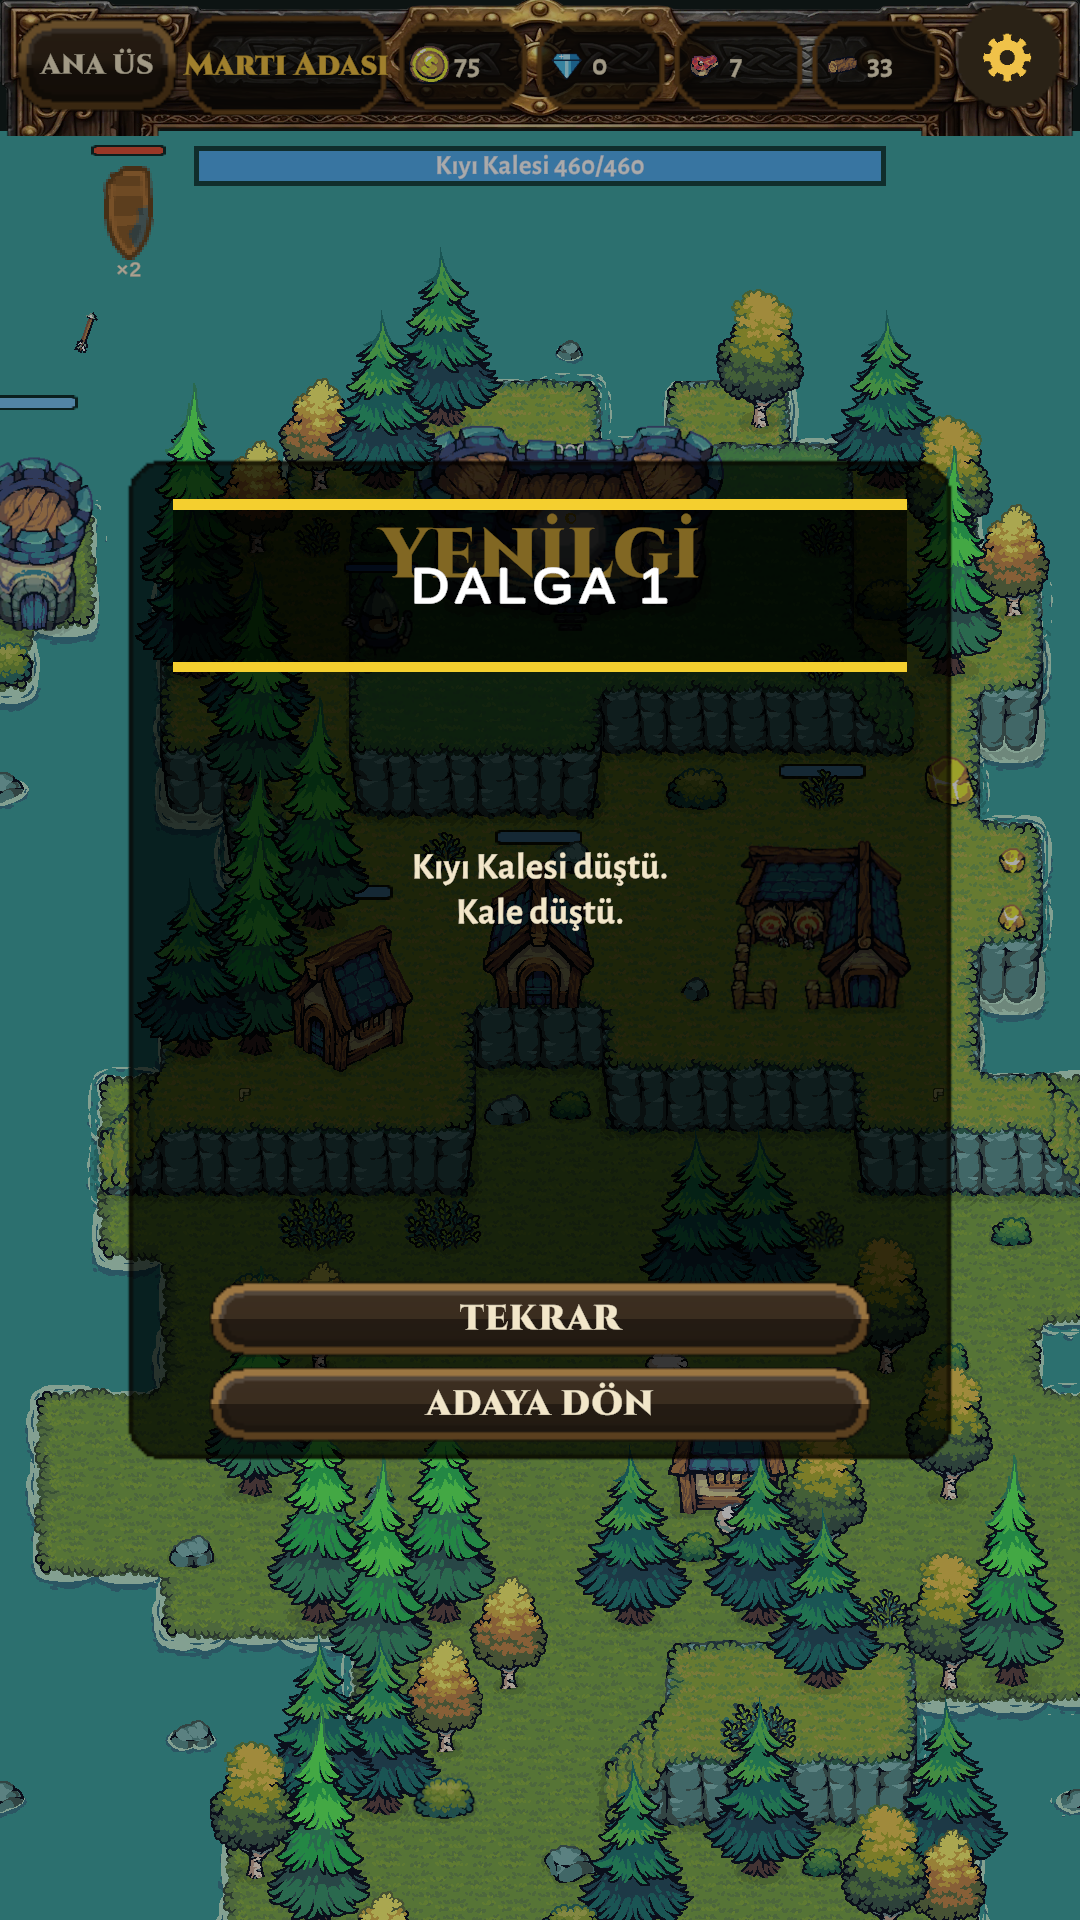 ANA ÜS
MARTI ADASI
75
0
7
33
Kıyı Kalesi 460/460
×2
YENİLGİ
DALGA 1
Kıyı Kalesi düştü.
Kale düştü.
TEKRAR
ADAYA DÖN